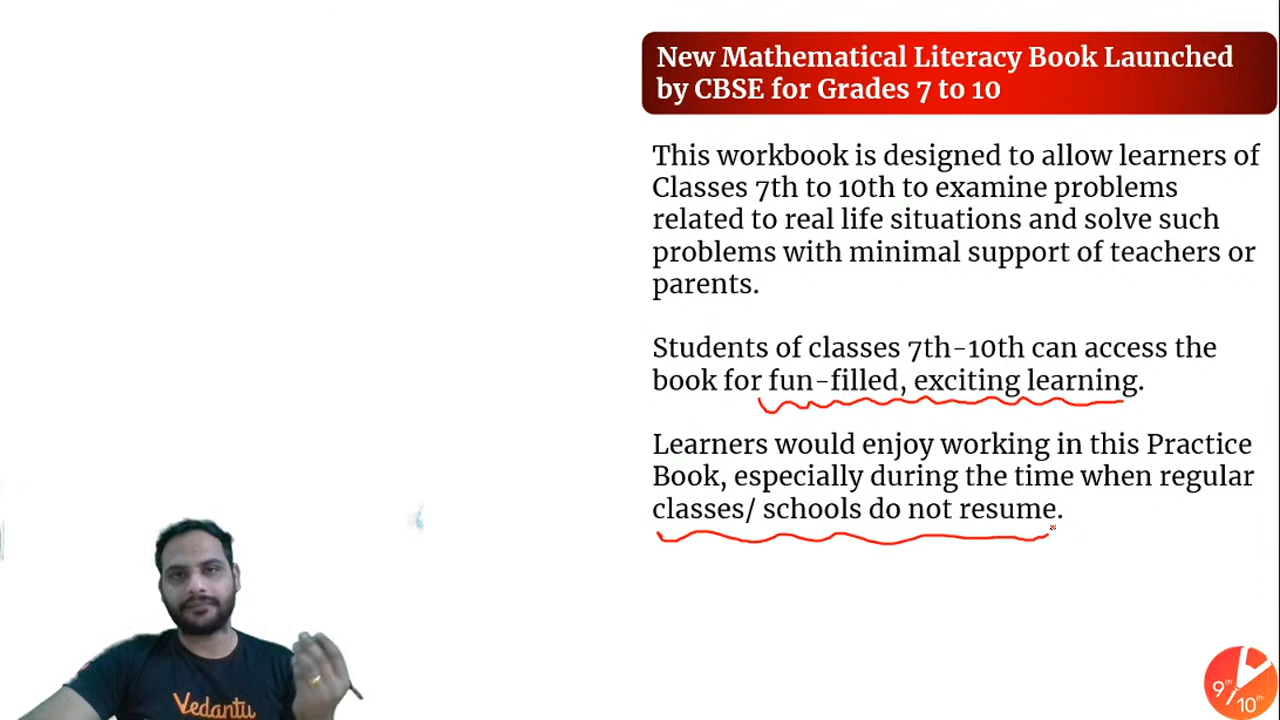 New Mathematical Literacy Book Launched
by CBSE for Grades 7 to 10
This workbook is designed to allow learners of
Classes 7th to 10th to examine problems
related to real life situations and solve such
problems with minimal support of teachers or
parents.
Students of classes 7th-10th can access the
book for fun-filled, exciting learning.
Learners would enjoy working in this Practice
Book, especially during the time when regular
classes/ schools do not resume.
Vedantu
9th
10th